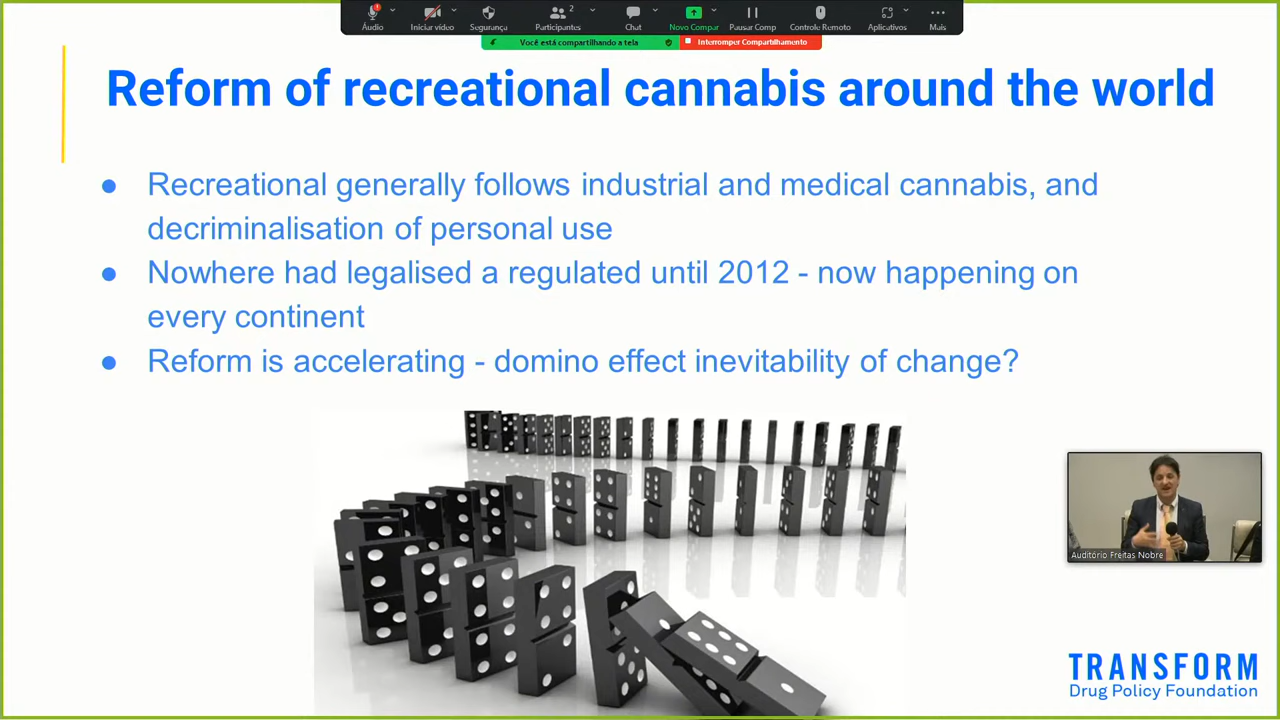 Áudio
Iniciar vídeo
Segurança
Participantes
2
Chat
Novo Compar
Pausar Comp
Controle Remoto
Aplicativos
Mais
Você está compartilhando a tela
Interromper Compartilhamento
Reform of recreational cannabis around the world
● Recreational generally follows industrial and medical cannabis, and
decriminalisation of personal use
● Nowhere had legalised a regulated until 2012 - now happening on
every continent
● Reform is accelerating - domino effect inevitability of change?
Auditório Freitas Nobre
TRANSFORM
Drug Policy Foundation